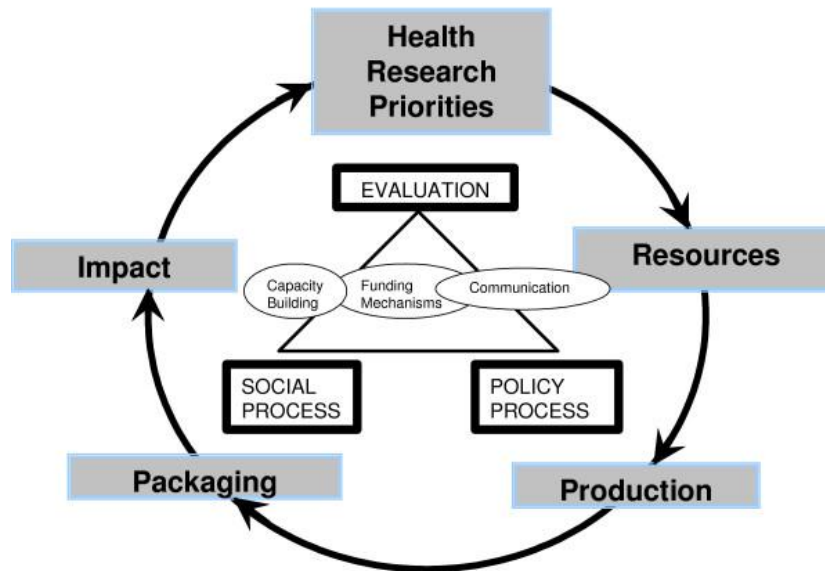 Health
Research
Priorities
EVALUATION
Impact
Resources
Capacity
Building
Funding
Mechanisms
Communication
SOCIAL
PROCESS
POLICY
PROCESS
Packaging
Production